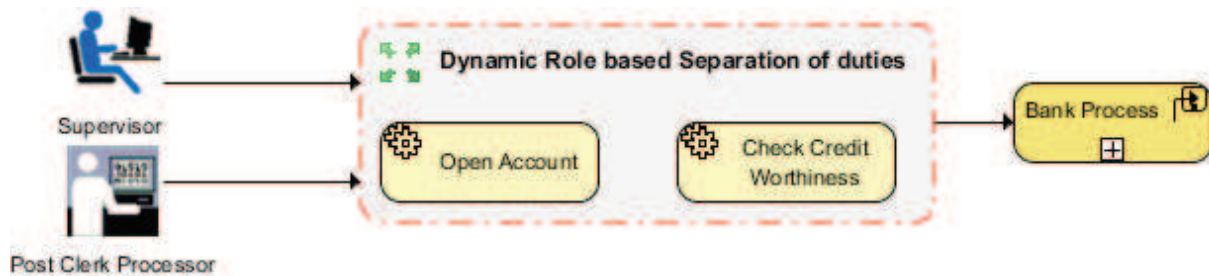 Dynamic Role based Separation of duties
Supervisor
Open Account
Check Credit
Worthiness
Bank Process
Post Clerk Processor